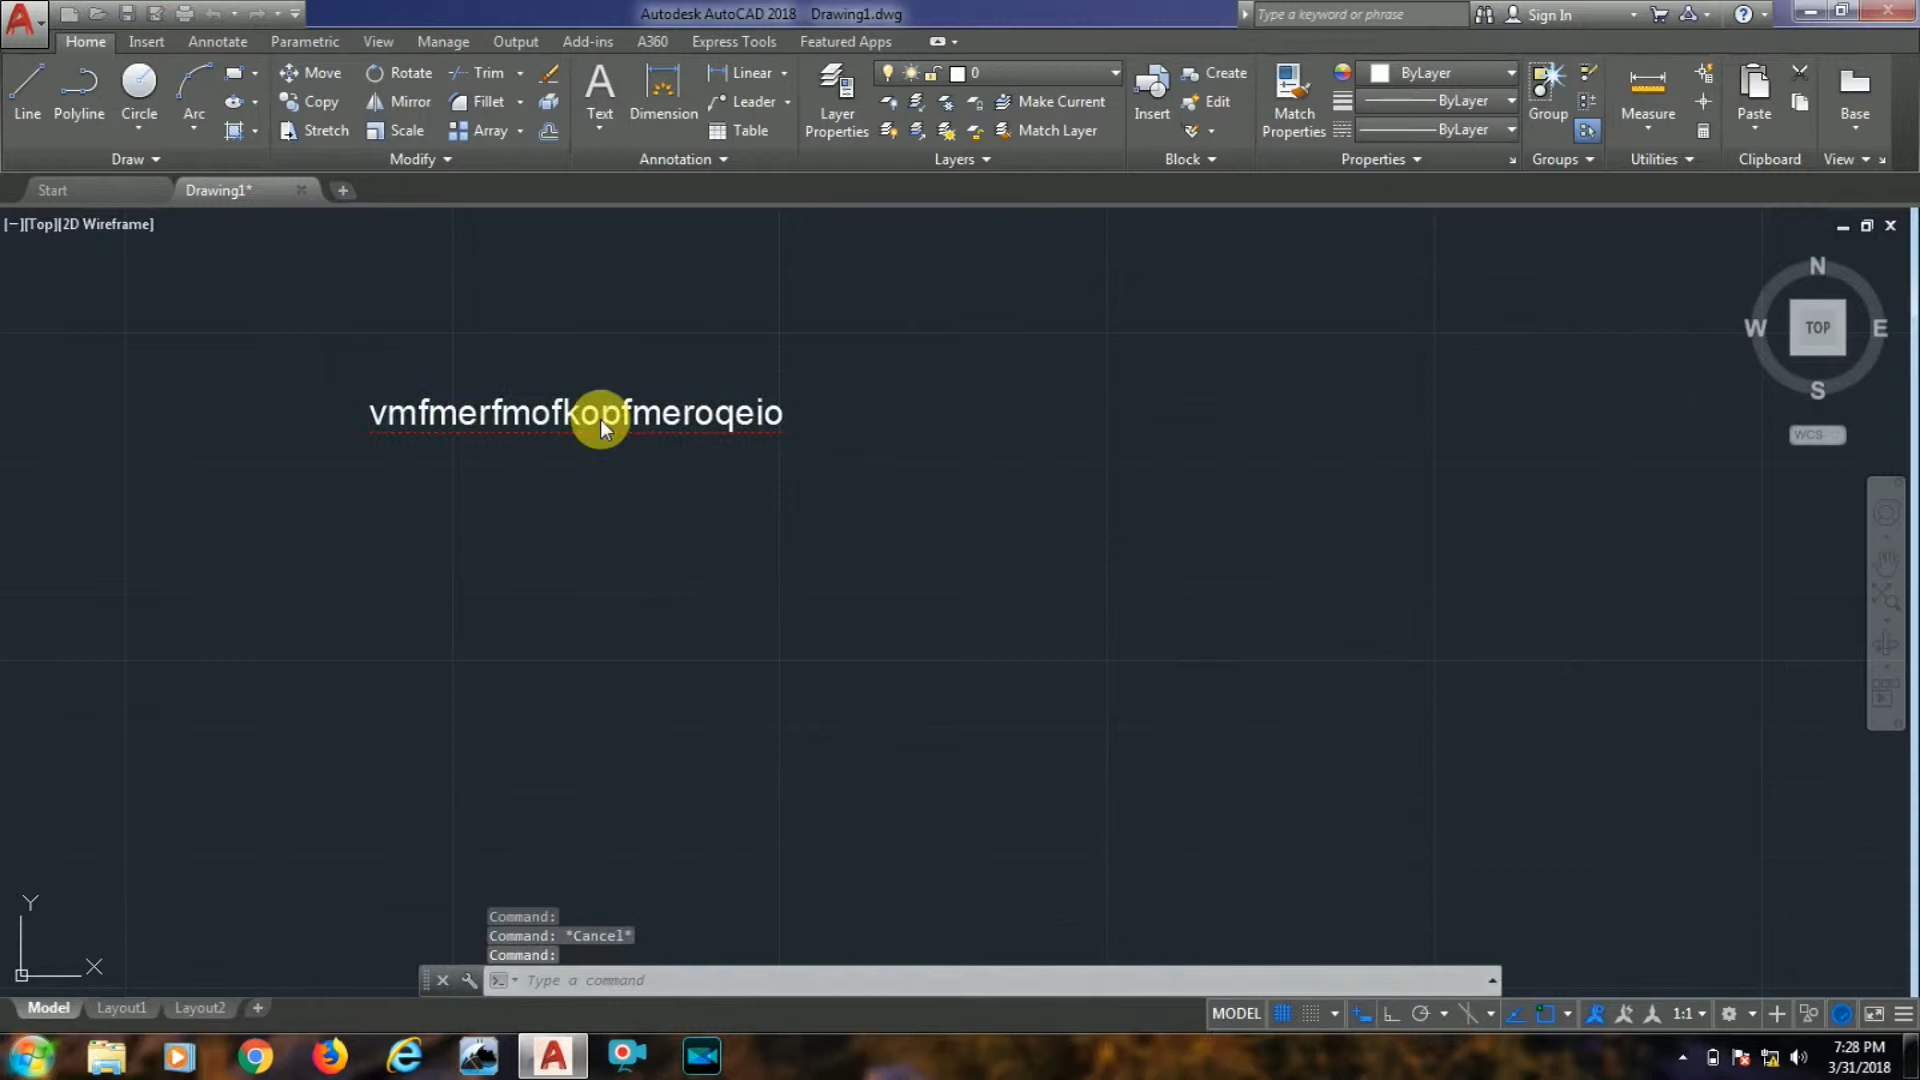 Autodesk AutoCAD 2018 Drawing1.dwg
Type a keyword or phrase
Sign In
Home Insert Annotate Parametric View Manage Output Add-ins A360 Express Tools Featured Apps
Line Polyline Circle Arc
Move Rotate Trim
Copy Mirror Fillet
Stretch Scale Array
Text Dimension
Linear
Leader
Table
Layer Properties
0
Make Current
Match Layer
Insert
Create
Edit
Match Properties
ByLayer
ByLayer
ByLayer
Group
Measure
Paste
Base
Draw Modify Annotation Layers Block Properties Groups Utilities Clipboard View
Start Drawing1*
[−][Top][2D Wireframe]
N
W TOP E
S
WCS
vmfmerfmofkopfmeroqeio
Y
X
Command:
Command: *Cancel*
Command:
Type a command
Model Layout1 Layout2
MODEL 1:1
7:28 PM
3/31/2018